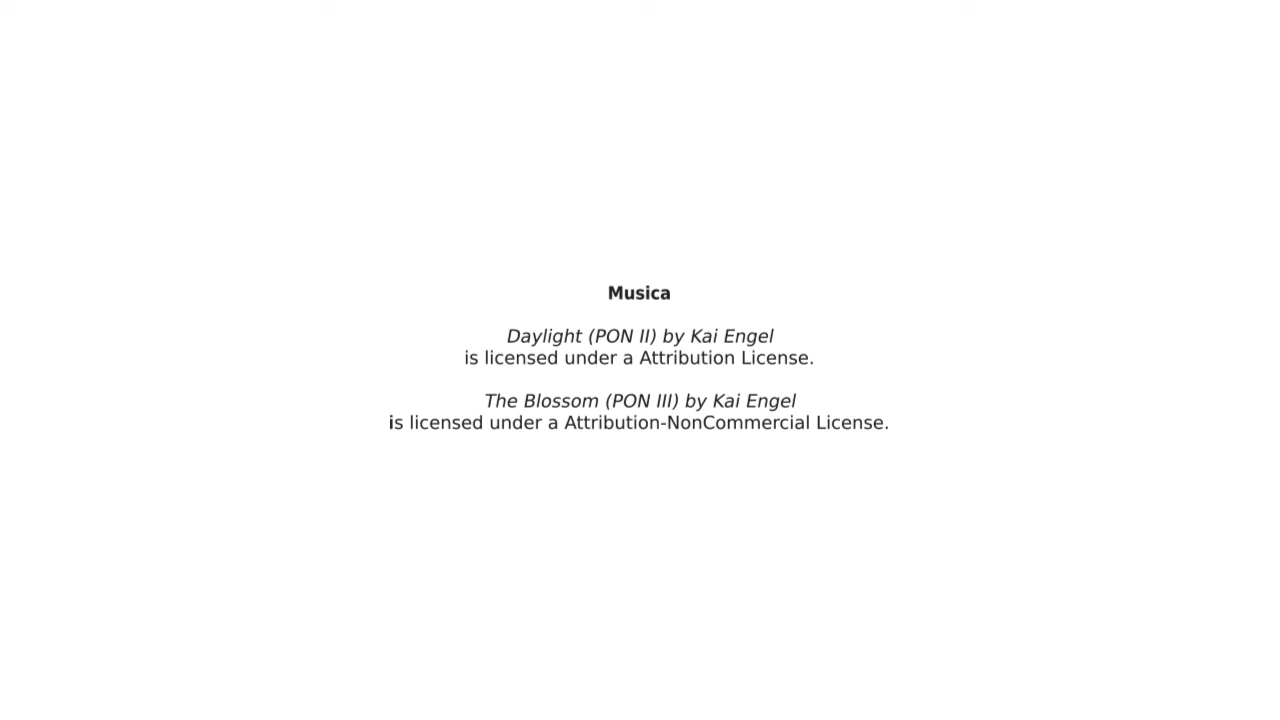 Musica
Daylight (PON II) by Kai Engel
is licensed under a Attribution License.
The Blossom (PON III) by Kai Engel
is licensed under a Attribution-NonCommercial License.